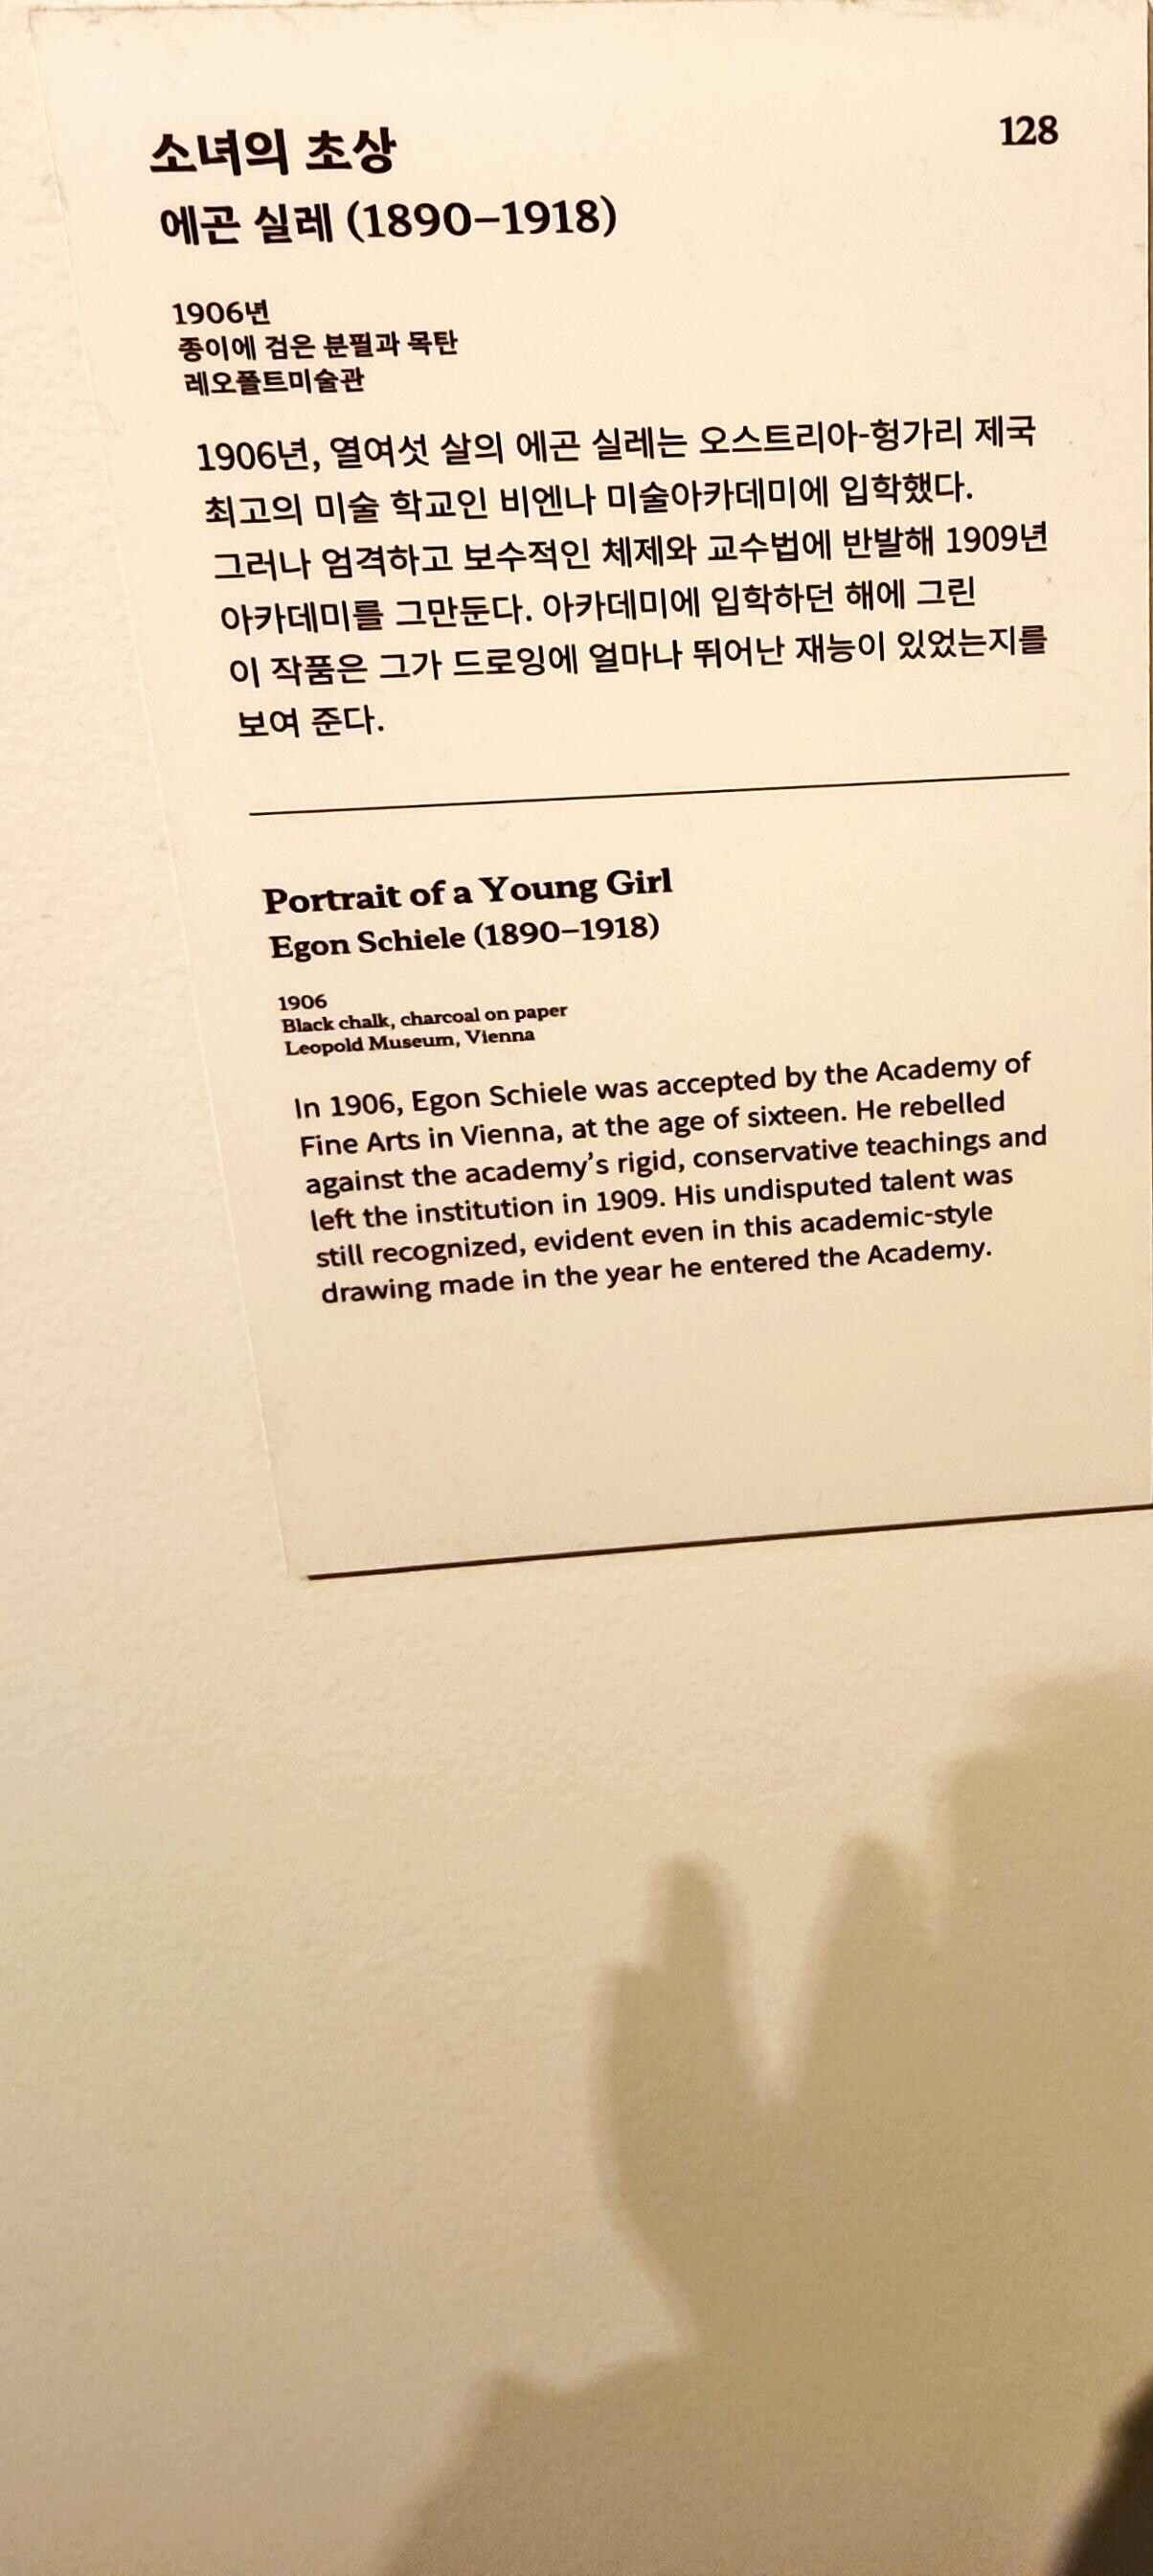 소녀의 초상
128
에곤 실레 (1890–1918)
1906년
종이에 검은 분필과 목탄
레오폴트미술관
1906년, 열여섯 살의 에곤 실레는 오스트리아-헝가리 제국
최고의 미술 학교인 비엔나 미술아카데미에 입학했다.
그러나 엄격하고 보수적인 체제와 교수법에 반발해 1909년
아카데미를 그만둔다. 아카데미에 입학하던 해에 그린
이 작품은 그가 드로잉에 얼마나 뛰어난 재능이 있었는지를
보여 준다.
Portrait of a Young Girl
Egon Schiele (1890–1918)
1906
Black chalk, charcoal on paper
Leopold Museum, Vienna
In 1906, Egon Schiele was accepted by the Academy of
Fine Arts in Vienna, at the age of sixteen. He rebelled
against the academy’s rigid, conservative teachings and
left the institution in 1909. His undisputed talent was
still recognized, evident even in this academic-style
drawing made in the year he entered the Academy.